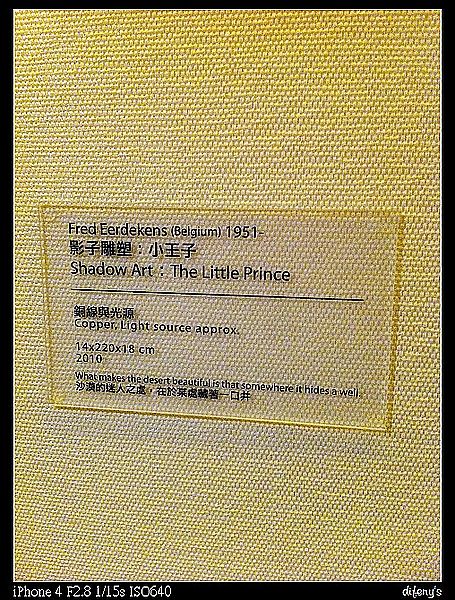 Fred Eerdekens (Belgium) 1951-
影子雕塑：小王子
Shadow Art：The Little Prince
銅線與光源
Copper, Light source approx.
14x220x18 cm
2010
What makes the desert beautiful is that somewhere it hides a well.
沙漠的迷人之處，在於某處藏著一口井
iPhone 4 F2.8 1/15s ISO640
difeny's